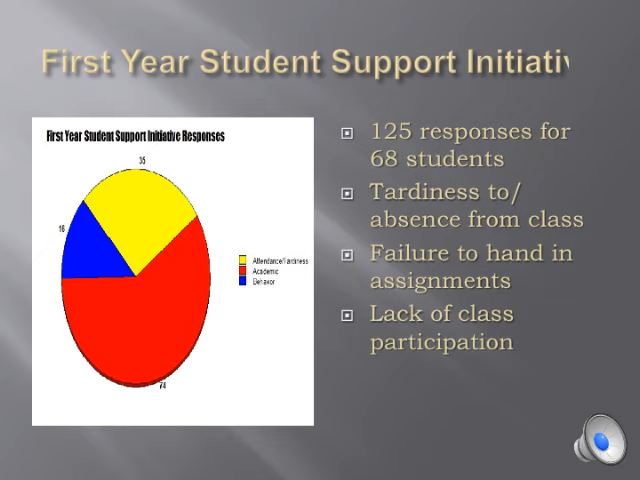 First Year Student Support Initiativ
First Year Student Support Initiative Responses
35
16
74
Attendance/Tardiness
Academic
Behavior
125 responses for
68 students
Tardiness to/
absence from class
Failure to hand in
assignments
Lack of class
participation